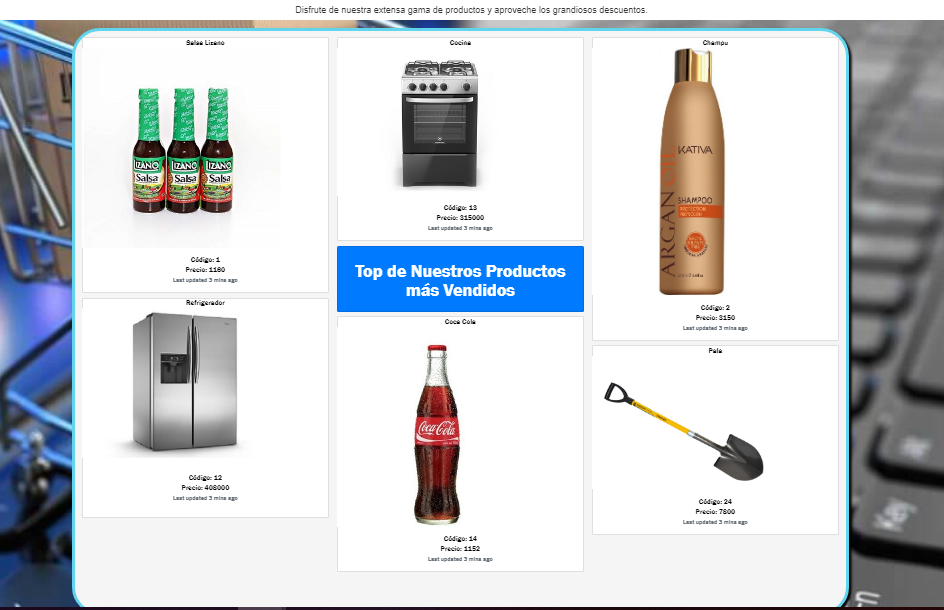 Disfrute de nuestra extensa gama de productos y aproveche los grandiosos descuentos.
Salsa Lizano
LIZANO
Salsa
LIZANO
Salsa
LIZANO
Salsa
Código: 1
Precio: 1160
Last updated 3 mins ago
Refrigerador
Código: 12
Precio: 408000
Last updated 3 mins ago
Cocina
Código: 13
Precio: 315000
Last updated 3 mins ago
Top de Nuestros Productos
más Vendidos
Coca Cola
Coca-Cola
Código: 14
Precio: 1152
Last updated 3 mins ago
Champu
KATIVA
ARGAN OIL
SHAMPOO
Código: 2
Precio: 3150
Last updated 3 mins ago
Pala
Código: 24
Precio: 7800
Last updated 3 mins ago